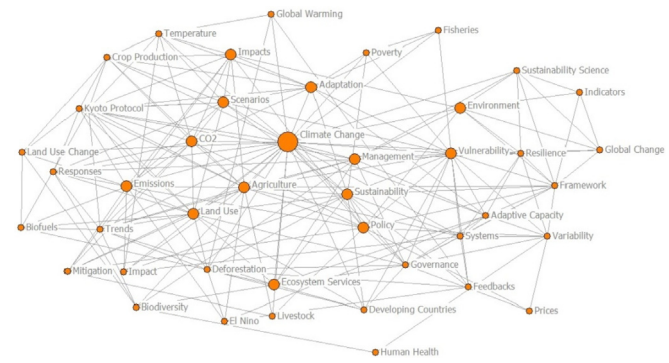 Global Warming
Temperature
Fisheries
Impacts
Poverty
Crop Production
Sustainability Science
Adaptation
Indicators
Scenarios
Kyoto Protocol
Environment
Climate Change
CO2
Land Use Change
Management
Vulnerability
Resilience
Global Change
Responses
Emissions
Agriculture
Sustainability
Framework
Land Use
Adaptive Capacity
Biofuels
Trends
Policy
Systems
Variability
Mitigation
Impact
Deforestation
Governance
Ecosystem Services
Feedbacks
Biodiversity
El Nino
Livestock
Developing Countries
Prices
Human Health